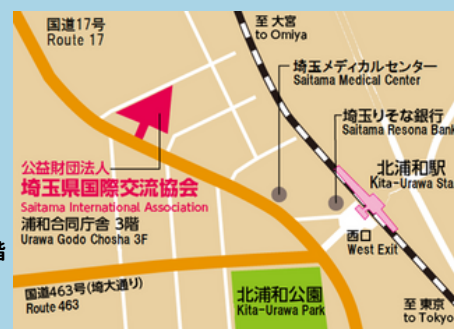 国道17号
Route 17
至 大宮
to Omiya
埼玉メディカルセンター
Saitama Medical Center
埼玉りそな銀行
Saitama Resona Bank
公益財団法人
埼玉県国際交流協会
Saitama International Association
浦和合同庁舎 3階
Urawa Godo Chosha 3F
北浦和駅
Kita-Urawa Sta
西口
West Exit
階
国道463号(埼大通り)
Route 463
北浦和公園
Kita-Urawa Park
至 東京
to Tokyo